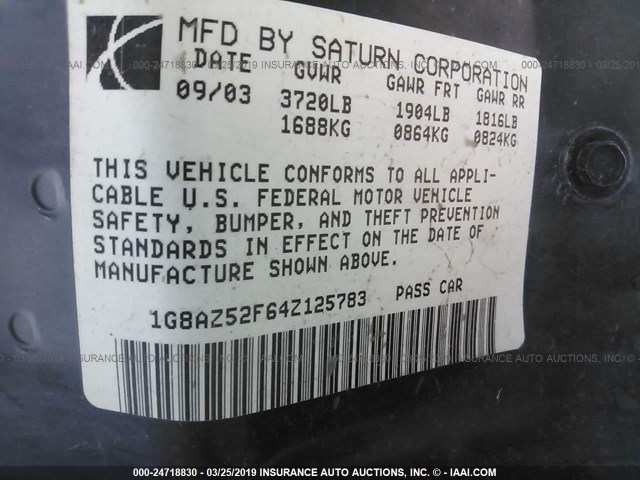 MFD BY SATURN CORPORATION
DATE GVWR GAWR FRT GAWR RR
09/03 3720LB 1904LB 1816LB
1688KG 0864KG 0824KG
THIS VEHICLE CONFORMS TO ALL APPLI-
CABLE U.S. FEDERAL MOTOR VEHICLE
SAFETY, BUMPER, AND THEFT PREVENTION
STANDARDS IN EFFECT ON THE DATE OF
MANUFACTURE SHOWN ABOVE.
1G8AZ52F64Z125783 PASS CAR
000-24718830 - 03/25/2019 INSURANCE AUTO AUCTIONS, INC. - © IAAI.COM